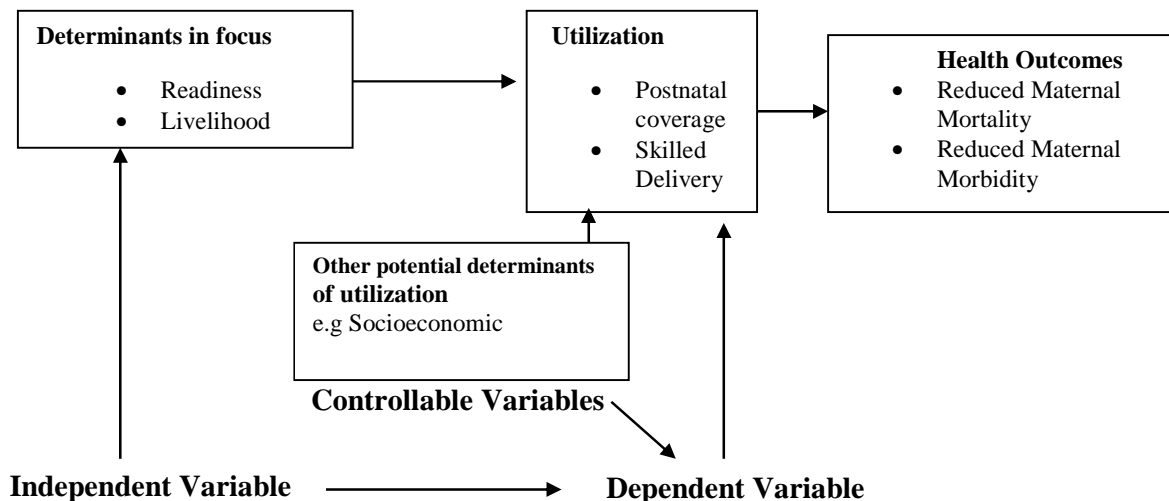 Determinants in focus
• Readiness
• Livelihood
Utilization
• Postnatal
coverage
• Skilled
Delivery
Health Outcomes
• Reduced Maternal
Mortality
• Reduced Maternal
Morbidity
Other potential determinants
of utilization
e.g Socioeconomic
Controllable Variables
Independent Variable
Dependent Variable